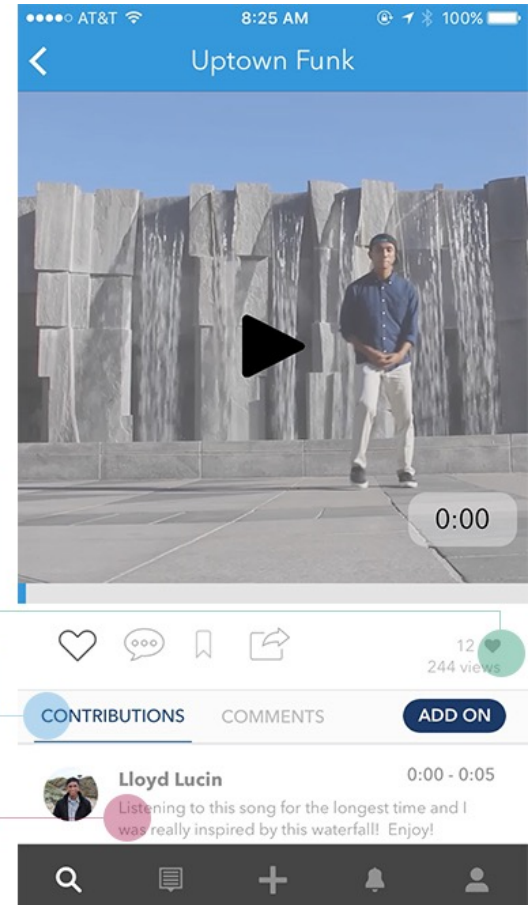 AT&T 8:25 AM 100%
Uptown Funk
0:00
12
244 views
CONTRIBUTIONS COMMENTS ADD ON
Lloyd Lucin 0:00 - 0:05
Listening to this song for the longest time and I
was really inspired by this waterfall! Enjoy!